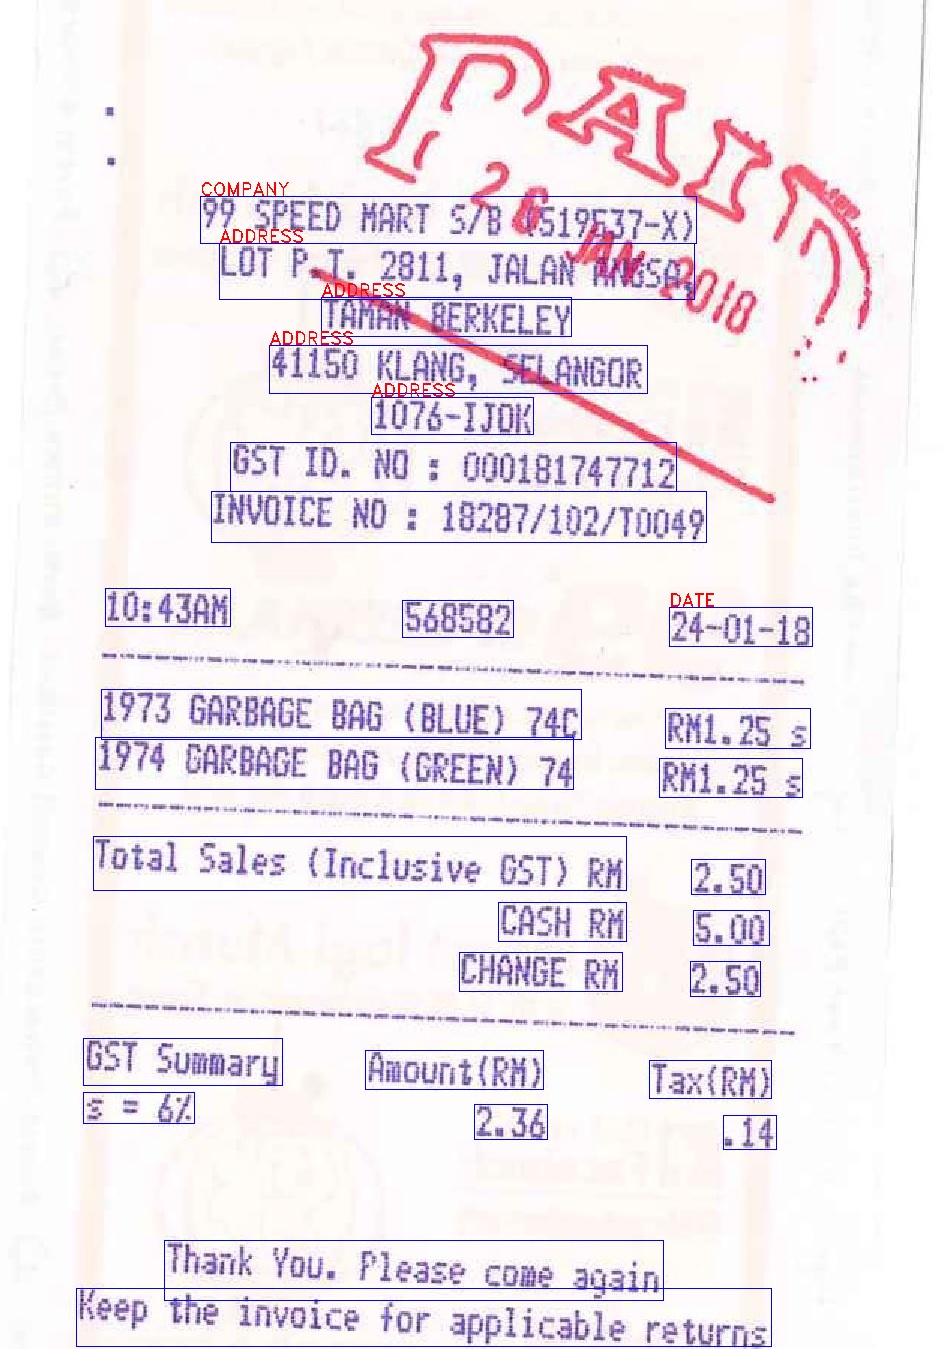 PAID
26 JAN 2018
COMPANY
99 SPEED MART S/B (519537-X)
ADDRESS
LOT P.T. 2811, JALAN ANGSA,
ADDRESS
TAMAN BERKELEY
ADDRESS
41150 KLANG, SELANGOR
ADDRESS
1076-IJOK
GST ID. NO : 000181747712
INVOICE NO : 18287/102/T0049
DATE
10:43AM 568582 24-01-18
1973 GARBAGE BAG (BLUE) 74C RM1.25 s
1974 GARBAGE BAG (GREEN) 74 RM1.25 s
Total Sales (Inclusive GST) RM 2.50
CASH RM 5.00
CHANGE RM 2.50
GST Summary Amount(RM) Tax(RM)
s = 6% 2.36 .14
Thank You. Please come again
Keep the invoice for applicable returns